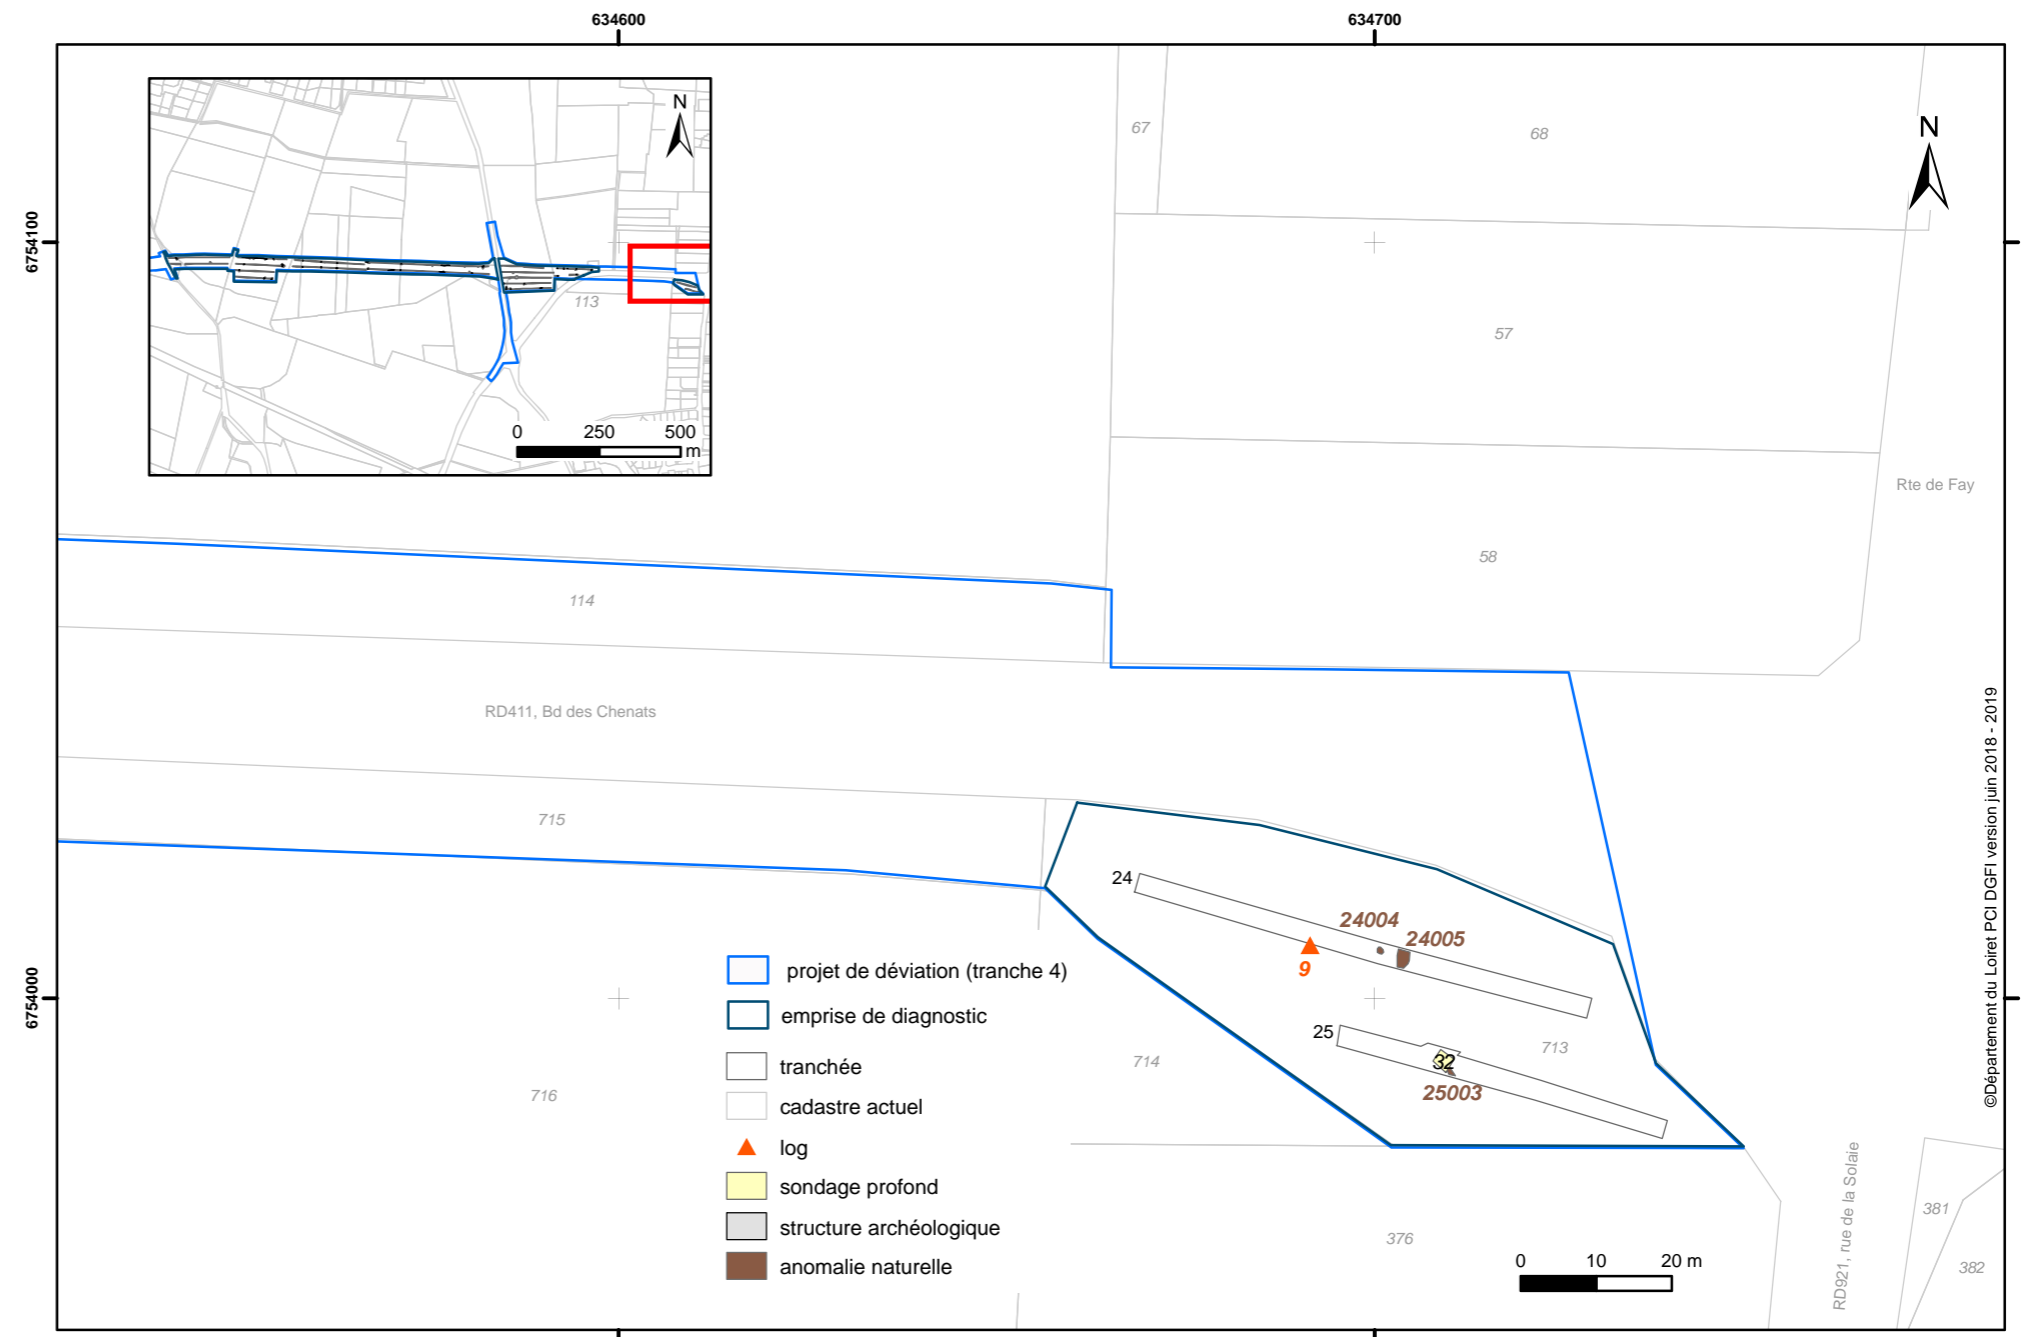 634600
634700
6754100
6754000
N
113
0 250 500
m
N
67
68
57
58
Rte de Fay
114
RD411, Bd des Chenats
715
24
24004
24005
9
25
32
25003
713
714
716
376
381
382
RD921, rue de la Solaie
projet de déviation (tranche 4)
emprise de diagnostic
tranchée
cadastre actuel
log
sondage profond
structure archéologique
anomalie naturelle
0 10 20 m
©Département du Loiret PCI DGFI version juin 2018 - 2019